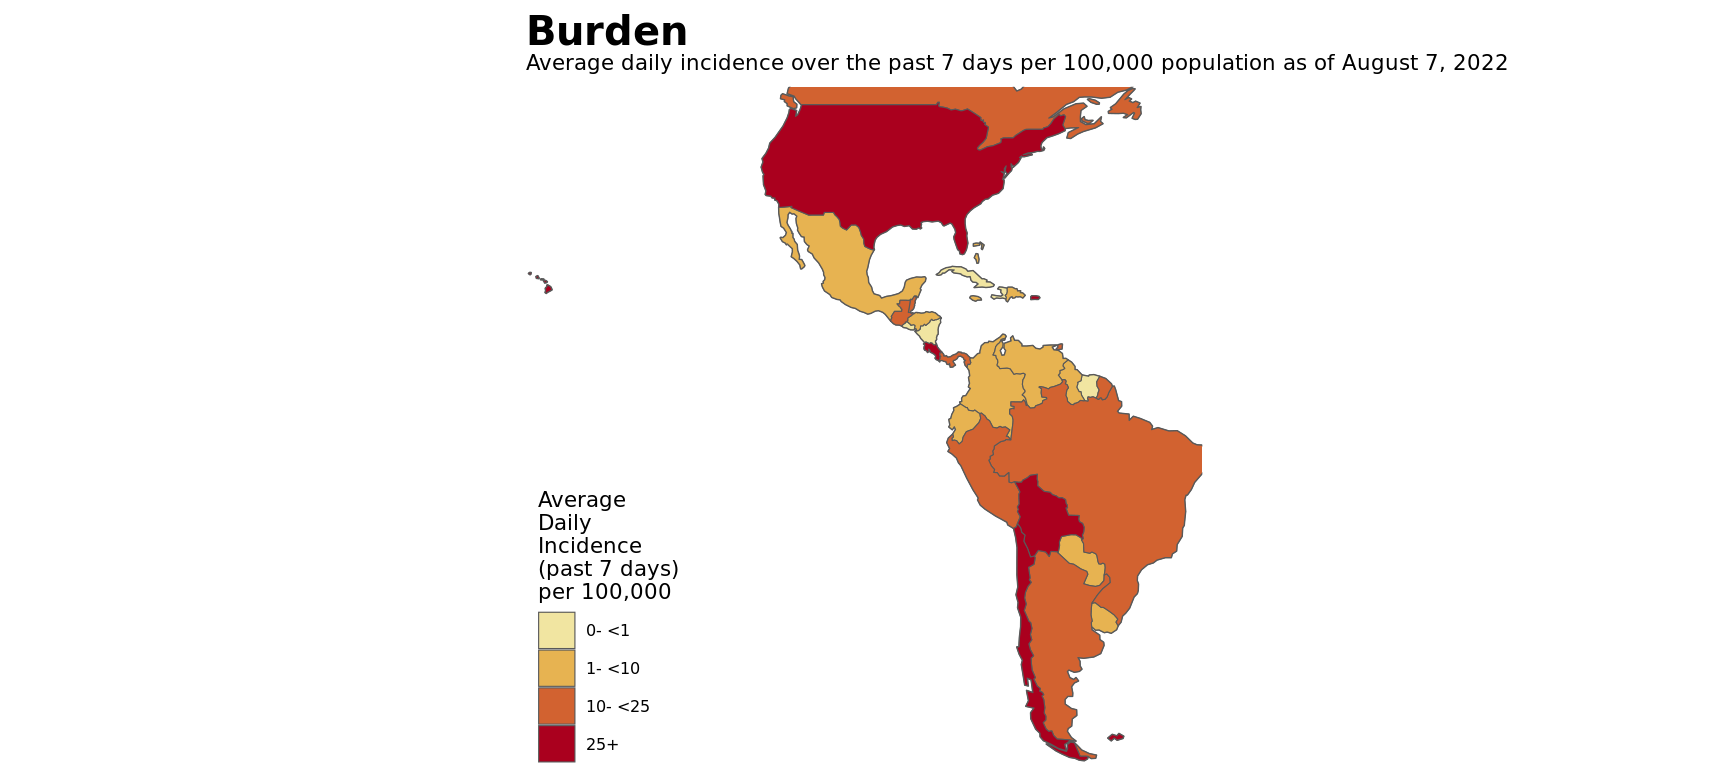 Burden
Average daily incidence over the past 7 days per 100,000 population as of August 7, 2022
Average
Daily
Incidence
(past 7 days)
per 100,000
0- <1
1- <10
10- <25
25+